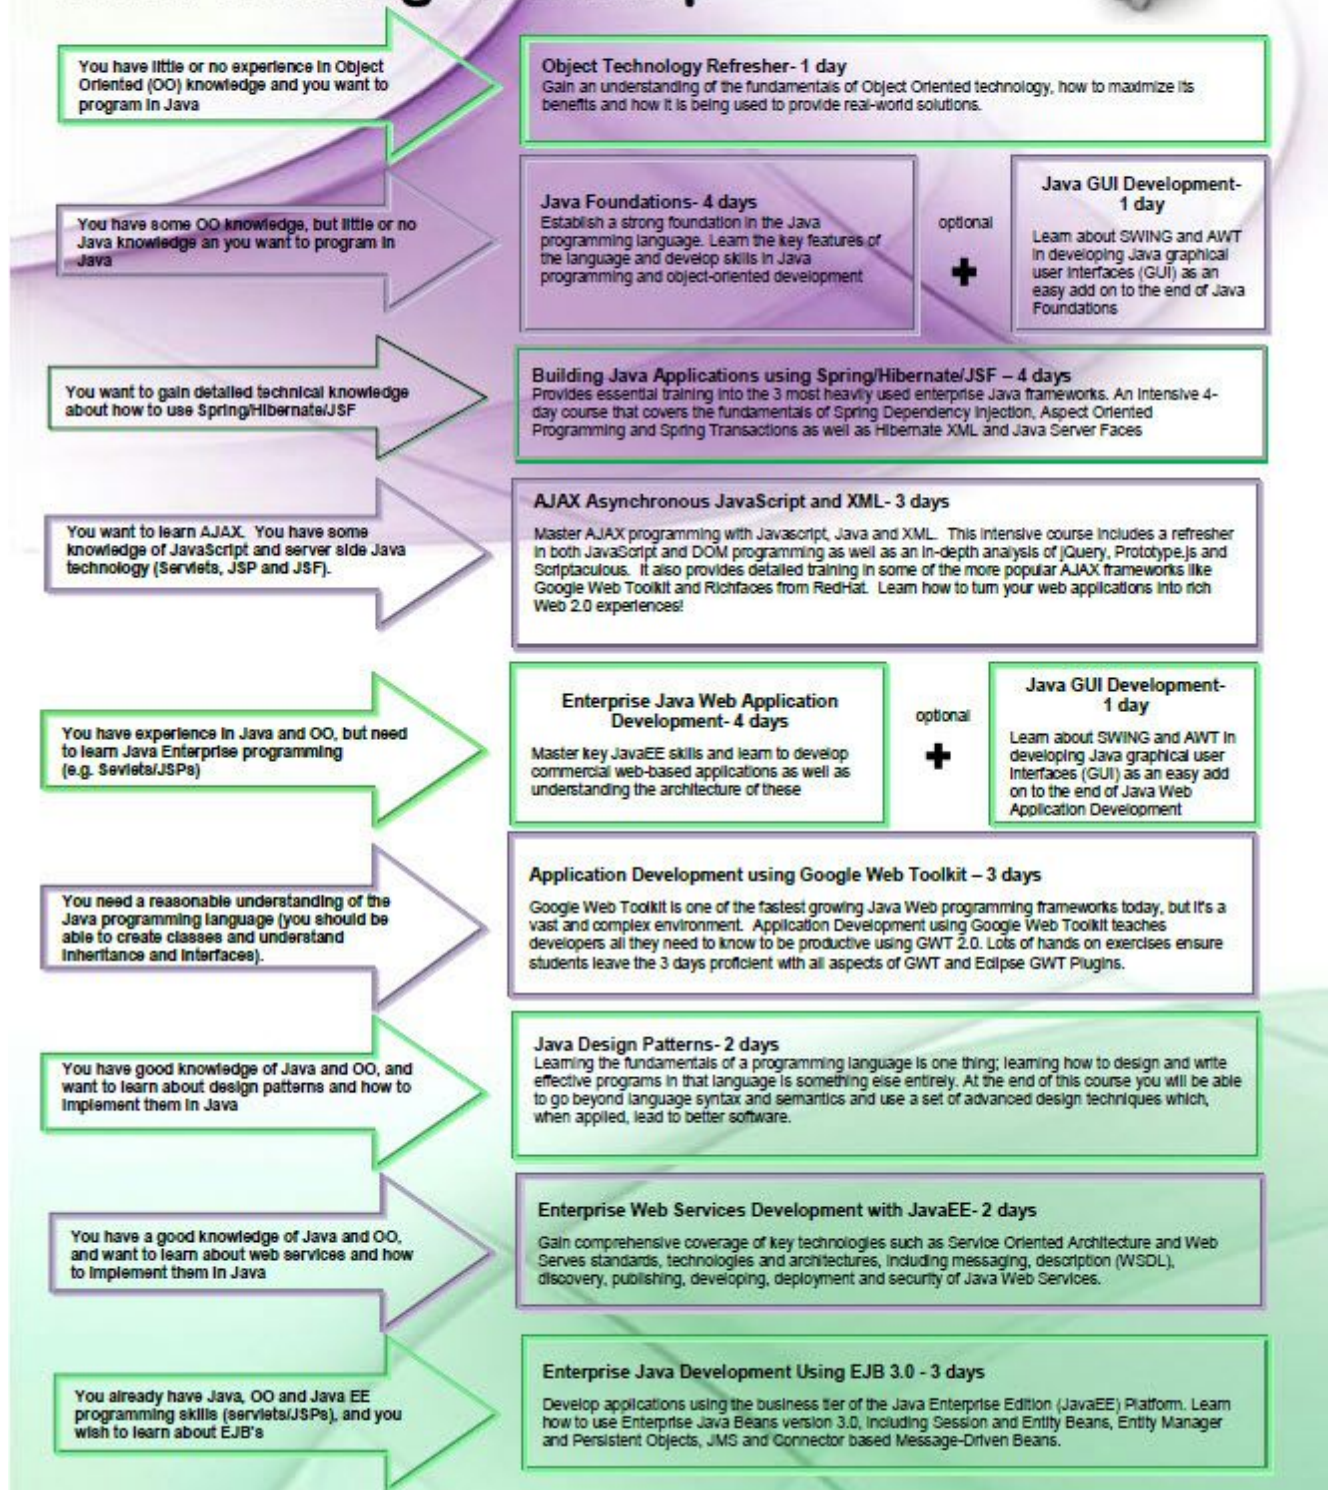 You have little or no experience in Object
Oriented (OO) knowledge and you want to
program in Java
Object Technology Refresher- 1 day
Gain an understanding of the fundamentals of Object Oriented technology, how to maximize its
benefits and how it is being used to provide real-world solutions.
You have some OO knowledge, but little or no
Java knowledge an you want to program in
Java
Java Foundations- 4 days
Establish a strong foundation in the Java
programming language. Learn the key features of
the language and develop skills in Java
programming and object-oriented development
optional
+
Java GUI Development-
1 day
Learn about SWING and AWT
in developing Java graphical
user interfaces (GUI) as an
easy add on to the end of Java
Foundations
You want to gain detailed technical knowledge
about how to use Spring/Hibernate/JSF
Building Java Applications using Spring/Hibernate/JSF – 4 days
Provides essential training into the 3 most heavily used enterprise Java frameworks. An intensive 4-
day course that covers the fundamentals of Spring Dependency Injection, Aspect Oriented
Programming and Spring Transactions as well as Hibernate XML and Java Server Faces
You want to learn AJAX. You have some
knowledge of JavaScript and server side Java
technology (Servlets, JSP and JSF).
AJAX Asynchronous JavaScript and XML- 3 days
Master AJAX programming with Javascript, Java and XML. This intensive course includes a refresher
in both JavaScript and DOM programming as well as an in-depth analysis of jQuery, Prototype.js and
Scriptaculous. It also provides detailed training in some of the more popular AJAX frameworks like
Google Web Toolkit and Richfaces from RedHat. Learn how to turn your web applications into rich
Web 2.0 experiences!
You have experience in Java and OO, but need
to learn Java Enterprise programming
(e.g. Sevlets/JSPs)
Enterprise Java Web Application
Development- 4 days
Master key JavaEE skills and learn to develop
commercial web-based applications as well as
understanding the architecture of these
optional
+
Java GUI Development-
1 day
Learn about SWING and AWT in
developing Java graphical user
interfaces (GUI) as an easy add
on to the end of Java Web
Application Development
You need a reasonable understanding of the
Java programming language (you should be
able to create classes and understand
inheritance and interfaces).
Application Development using Google Web Toolkit – 3 days
Google Web Toolkit is one of the fastest growing Java Web programming frameworks today, but it's a
vast and complex environment. Application Development using Google Web Toolkit teaches
developers all they need to know to be productive using GWT 2.0. Lots of hands on exercises ensure
students leave the 3 days proficient with all aspects of GWT and Eclipse GWT Plugins.
You have good knowledge of Java and OO, and
want to learn about design patterns and how to
implement them in Java
Java Design Patterns- 2 days
Learning the fundamentals of a programming language is one thing; learning how to design and write
effective programs in that language is something else entirely. At the end of this course you will be able
to go beyond language syntax and semantics and use a set of advanced design techniques which,
when applied, lead to better software.
You have a good knowledge of Java and OO,
and want to learn about web services and how
to implement them in Java
Enterprise Web Services Development with JavaEE- 2 days
Gain comprehensive coverage of key technologies such as Service Oriented Architecture and Web
Serves standards, technologies and architectures, including messaging, description (WSDL),
discovery, publishing, developing, deployment and security of Java Web Services.
You already have Java, OO and Java EE
programming skills (servlets/JSPs), and you
wish to learn about EJB's
Enterprise Java Development Using EJB 3.0 - 3 days
Develop applications using the business tier of the Java Enterprise Edition (JavaEE) Platform. Learn
how to use Enterprise Java Beans version 3.0, including Session and Entity Beans, Entity Manager
and Persistent Objects, JMS and Connector based Message-Driven Beans.